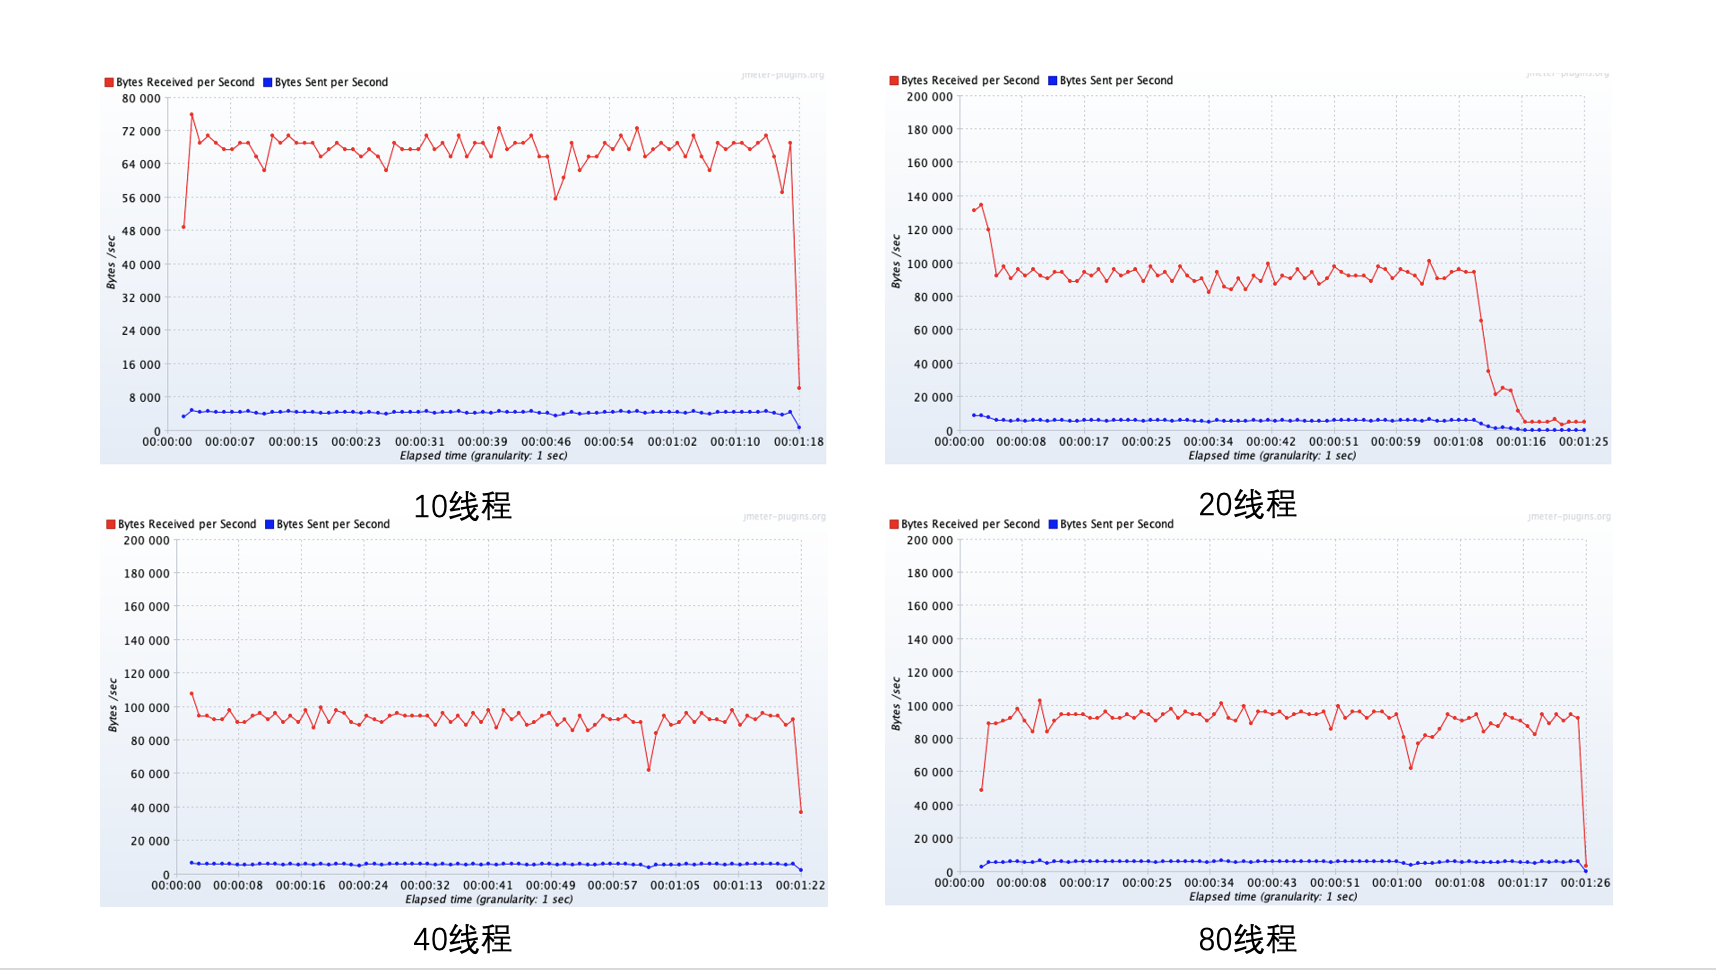 jmeter-plugins.org
Bytes Received per Second Bytes Sent per Second
80 000
72 000
64 000
56 000
48 000
40 000
32 000
24 000
16 000
8 000
0
Bytes /sec
00:00:00 00:00:07 00:00:15 00:00:23 00:00:31 00:00:39 00:00:46 00:00:54 00:01:02 00:01:10 00:01:18
Elapsed time (granularity: 1 sec)
10线程
jmeter-plugins.org
Bytes Received per Second Bytes Sent per Second
200 000
180 000
160 000
140 000
120 000
100 000
80 000
60 000
40 000
20 000
0
Bytes /sec
00:00:00 00:00:08 00:00:17 00:00:25 00:00:34 00:00:42 00:00:51 00:00:59 00:01:08 00:01:16 00:01:25
Elapsed time (granularity: 1 sec)
20线程
jmeter-plugins.org
Bytes Received per Second Bytes Sent per Second
200 000
180 000
160 000
140 000
120 000
100 000
80 000
60 000
40 000
20 000
0
Bytes /sec
00:00:00 00:00:08 00:00:16 00:00:24 00:00:32 00:00:41 00:00:49 00:00:57 00:01:05 00:01:13 00:01:22
Elapsed time (granularity: 1 sec)
40线程
jmeter-plugins.org
Bytes Received per Second Bytes Sent per Second
200 000
180 000
160 000
140 000
120 000
100 000
80 000
60 000
40 000
20 000
0
Bytes /sec
00:00:00 00:00:08 00:00:17 00:00:25 00:00:34 00:00:43 00:00:51 00:01:00 00:01:08 00:01:17 00:01:26
Elapsed time (granularity: 1 sec)
80线程